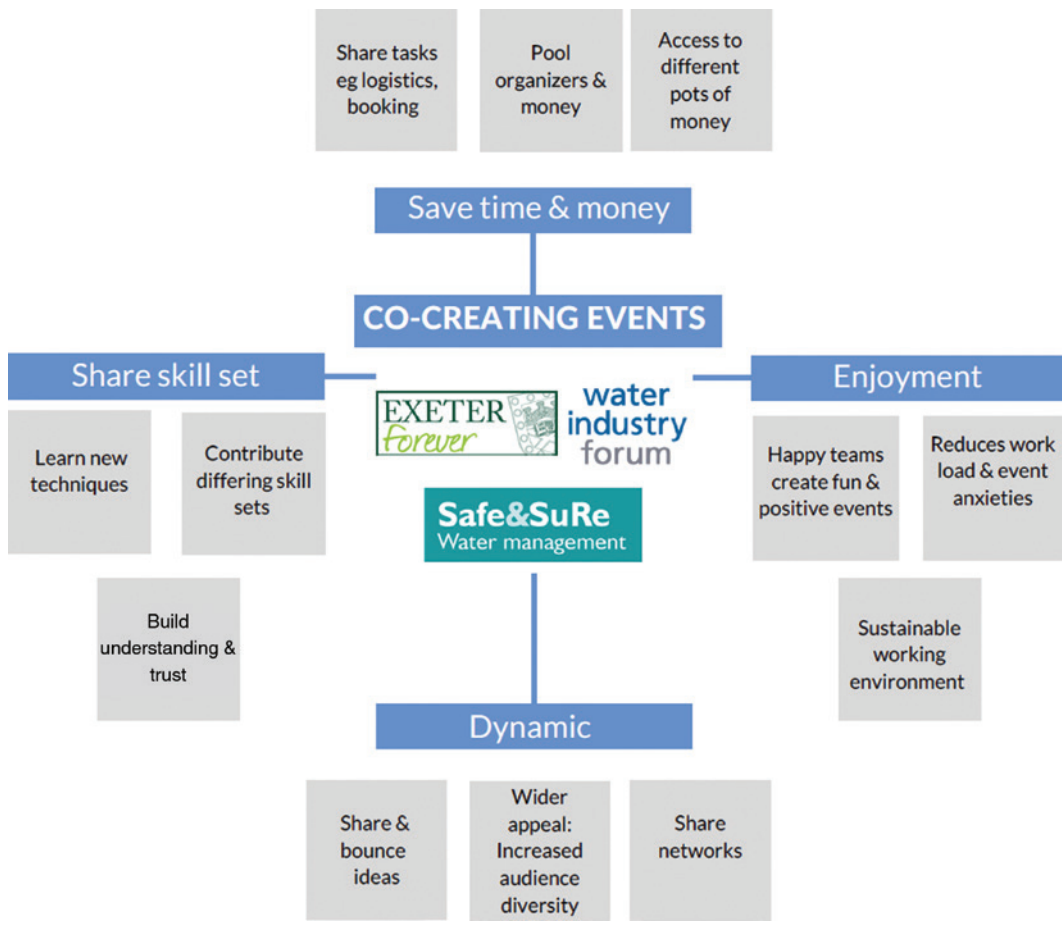 Share tasks
eg logistics,
booking
Pool
organizers &
money
Access to
different
pots of
money
Save time & money
CO-CREATING EVENTS
Share skill set
Learn new
techniques
Contribute
differing skill
sets
Build
understanding &
trust
EXETER
forever
water
industry
forum
Safe&SuRe
Water management
Enjoyment
Happy teams
create fun &
positive events
Reduces work
load & event
anxieties
Sustainable
working
environment
Dynamic
Share &
bounce
ideas
Wider
appeal:
Increased
audience
diversity
Share
networks